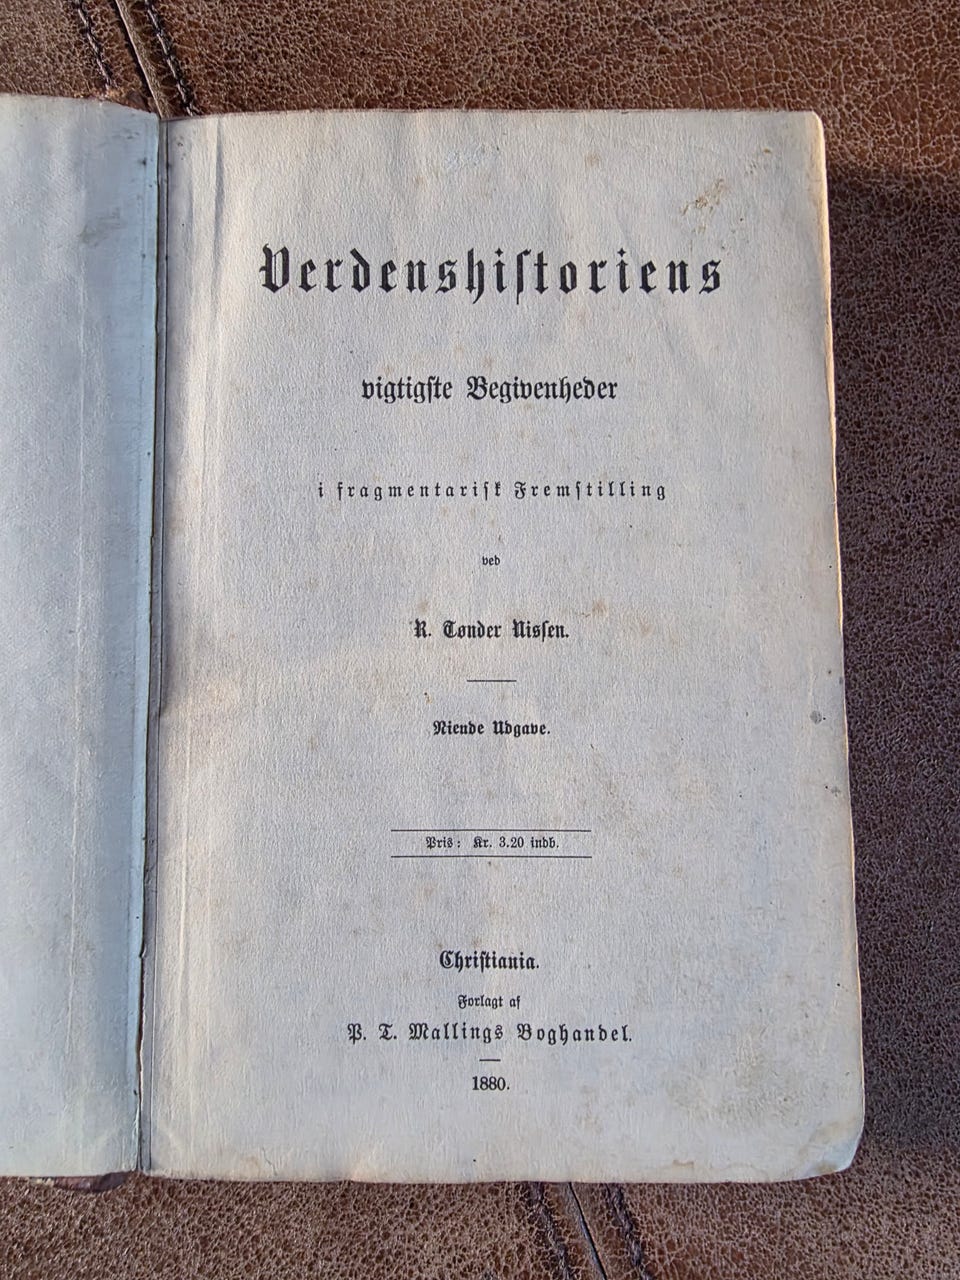 Verdenshiſtoriens
vigtigſte Begivenheder
i fragmentariſk Fremſtilling
ved
R. Tønder Nisſen.
Niende Udgave.
Pris: Kr. 3.20 indb.
Chriſtiania.
Forlagt af
P. T. Mallings Boghandel.
1880.